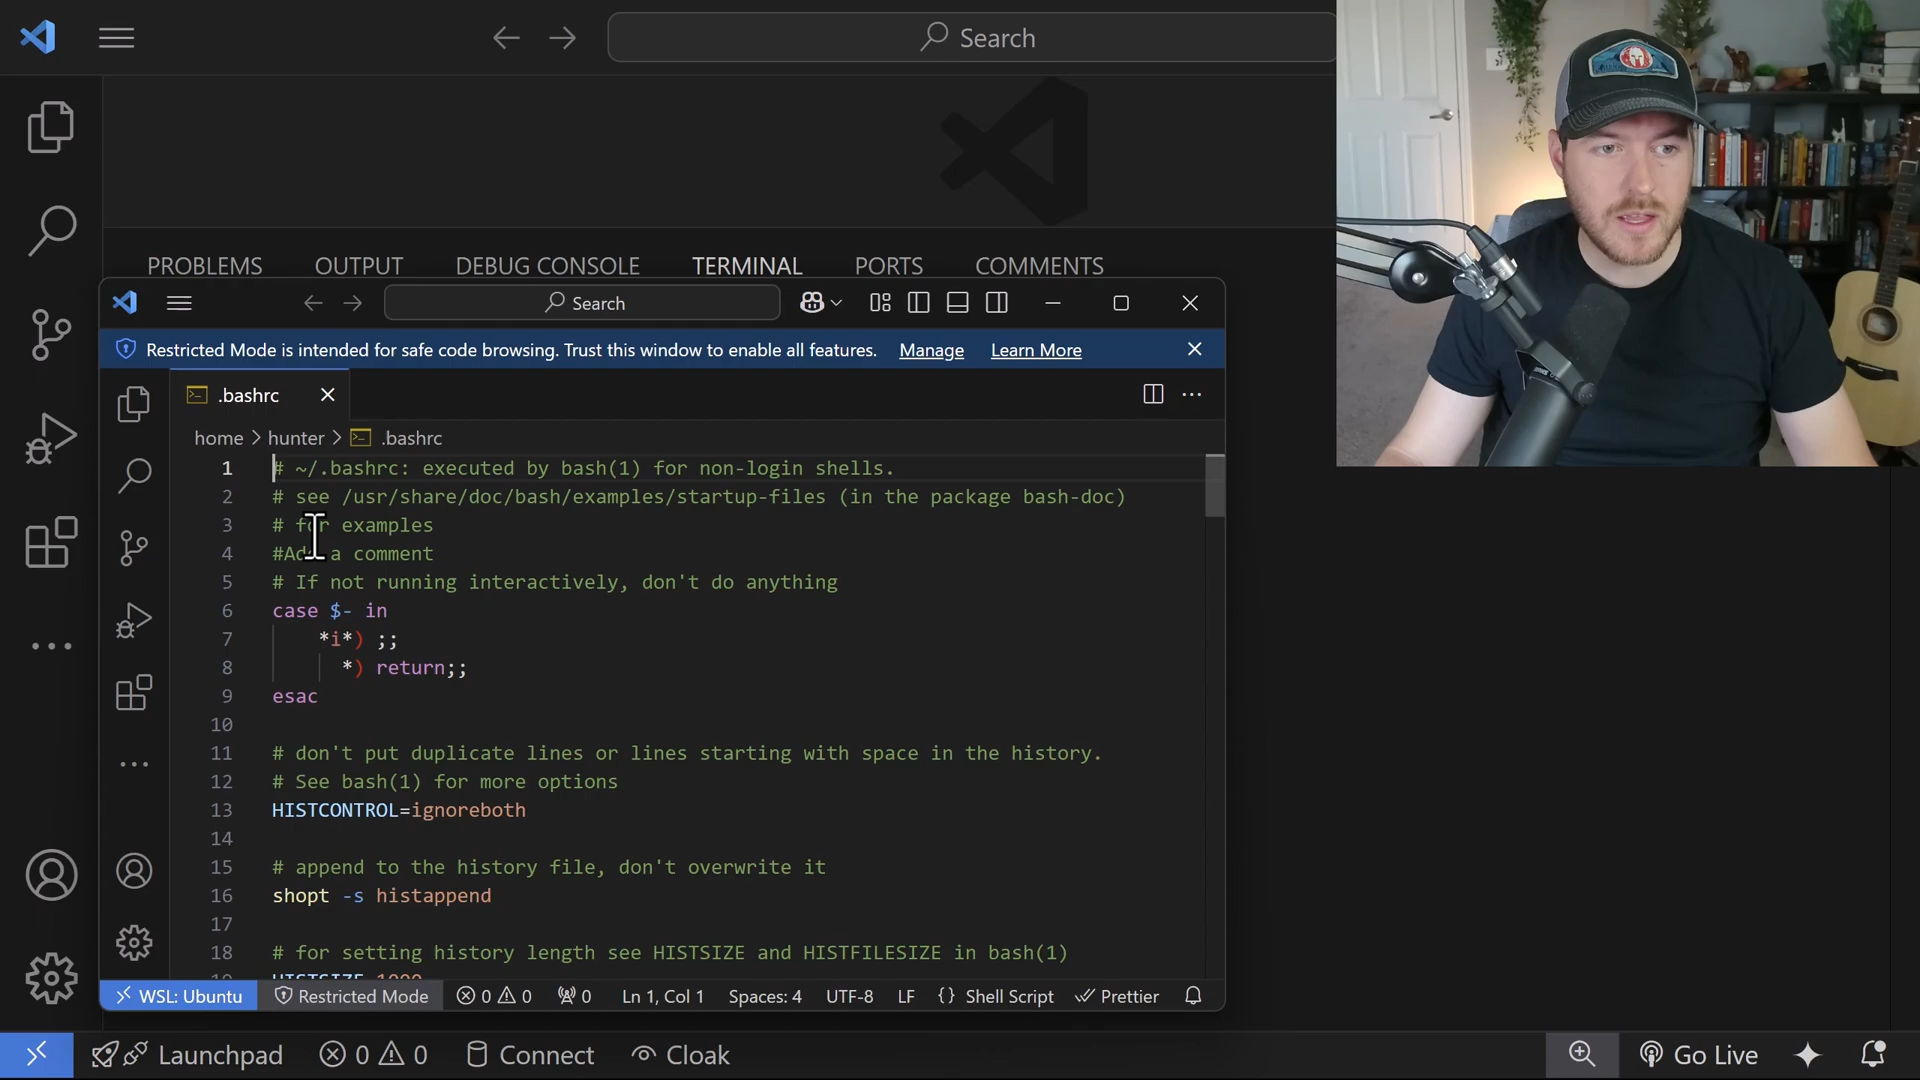 Search
PROBLEMS OUTPUT DEBUG CONSOLE TERMINAL PORTS COMMENTS
Search
Restricted Mode is intended for safe code browsing. Trust this window to enable all features. Manage Learn More
.bashrc
home > hunter > .bashrc
1 # ~/.bashrc: executed by bash(1) for non-login shells.
2 # see /usr/share/doc/bash/examples/startup-files (in the package bash-doc)
3 # for examples
4 #Add a comment
5 # If not running interactively, don't do anything
6 case $- in
7 *i*) ;;
8 *) return;;
9 esac
10
11 # don't put duplicate lines or lines starting with space in the history.
12 # See bash(1) for more options
13 HISTCONTROL=ignoreboth
14
15 # append to the history file, don't overwrite it
16 shopt -s histappend
17
18 # for setting history length see HISTSIZE and HISTFILESIZE in bash(1)
19 HISTSIZE=1000
WSL: Ubuntu Restricted Mode 0 0 0 Ln 1, Col 1 Spaces: 4 UTF-8 LF {} Shell Script Prettier
Launchpad 0 0 Connect Cloak Go Live